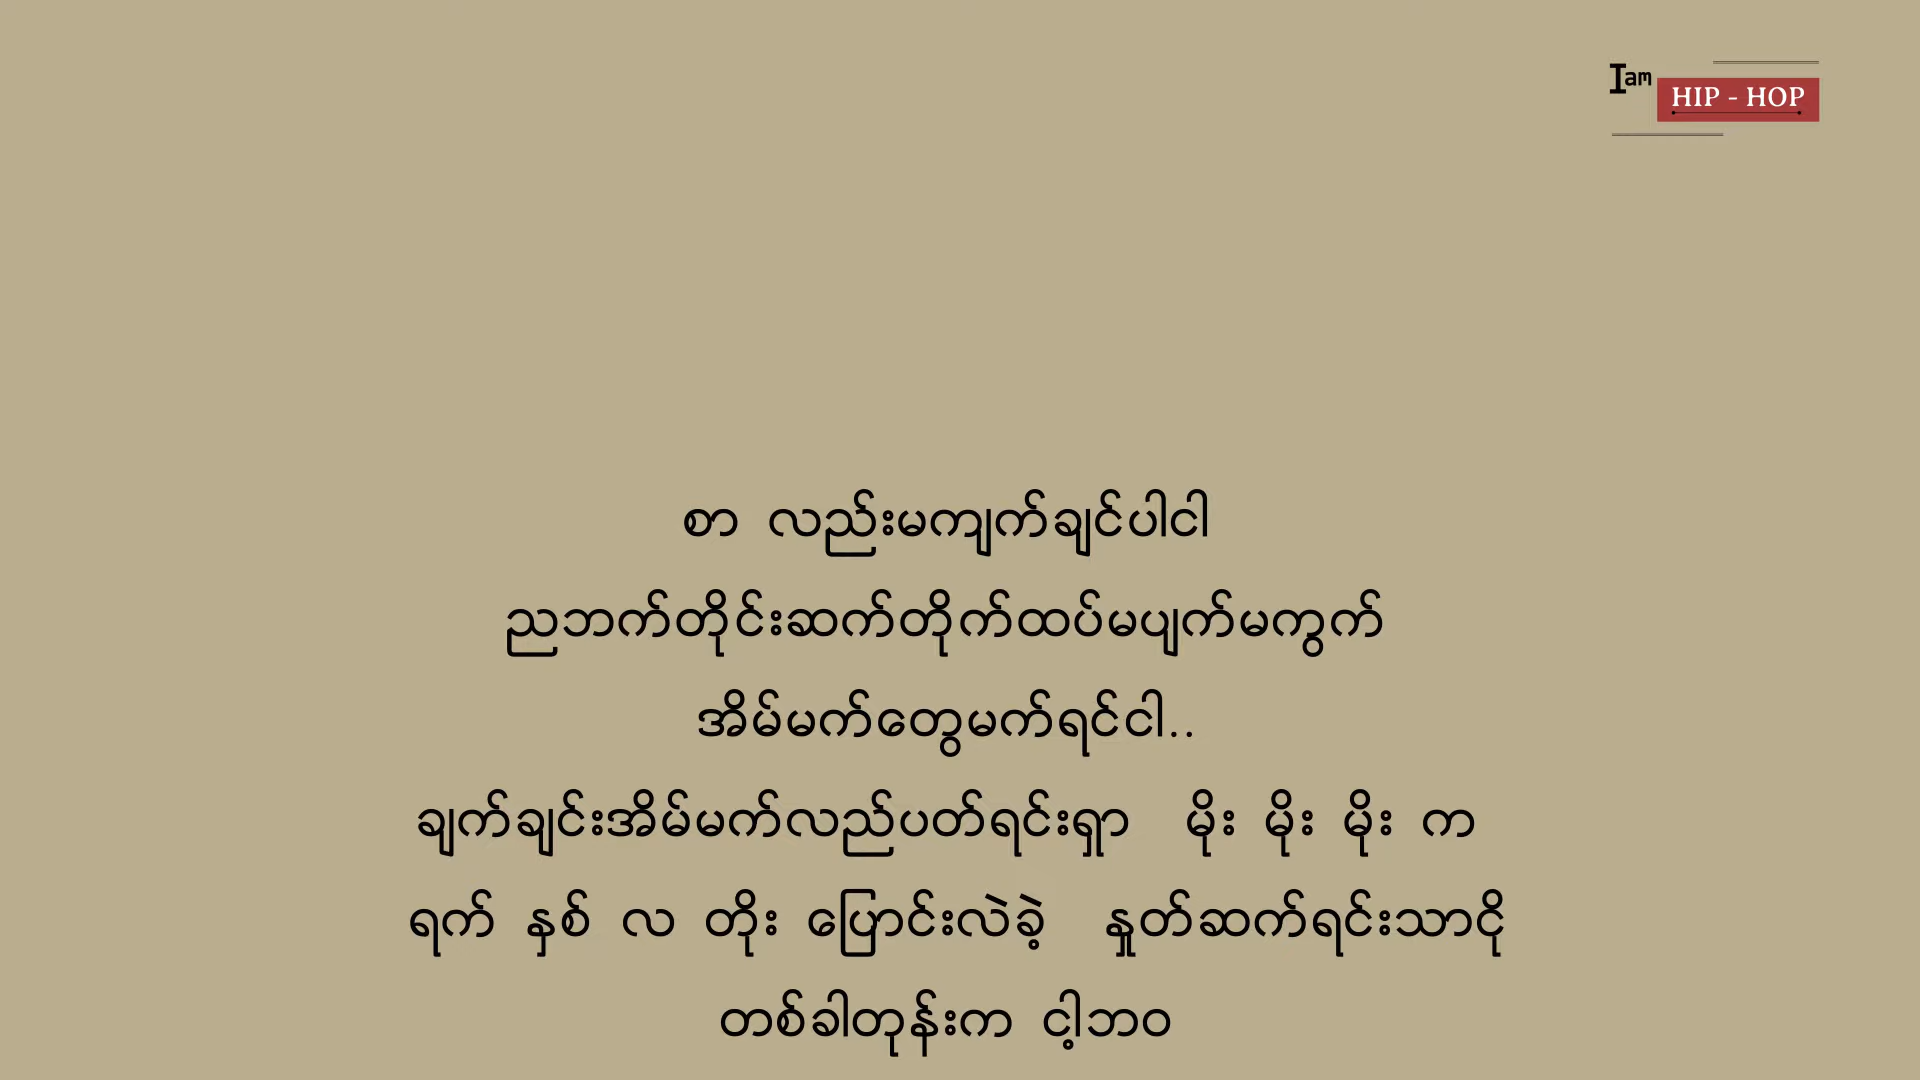 Iam
HIP - HOP
စာ လည်းမကျက်ချင်ပါငါ
ညဘက်တိုင်းဆက်တိုက်ထပ်မပျက်မကွက်
အိမ်မက်တွေမက်ရင်ငါ..
ချက်ချင်းအိမ်မက်လည်ပတ်ရင်းရှာ မိုး မိုး မိုး က
ရက် နှစ် လ တိုး ပြောင်းလဲခဲ့ နှုတ်ဆက်ရင်းသာငို
တစ်ခါတုန်းက ငါ့ဘဝ